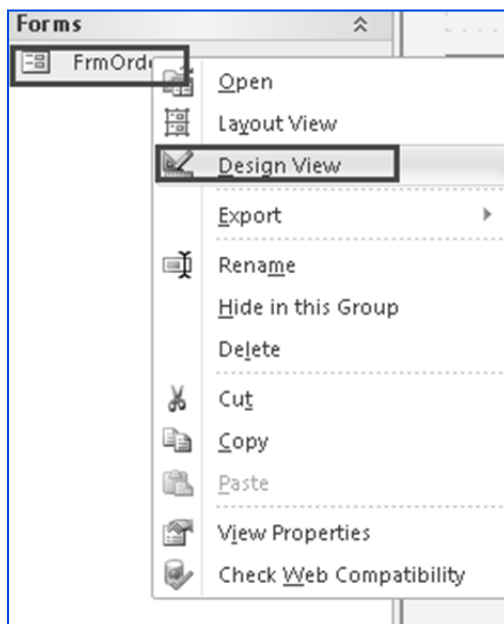 Forms
FrmOrde
Open
Layout View
Design View
Export
Rename
Hide in this Group
Delete
Cut
Copy
Paste
View Properties
Check Web Compatibility